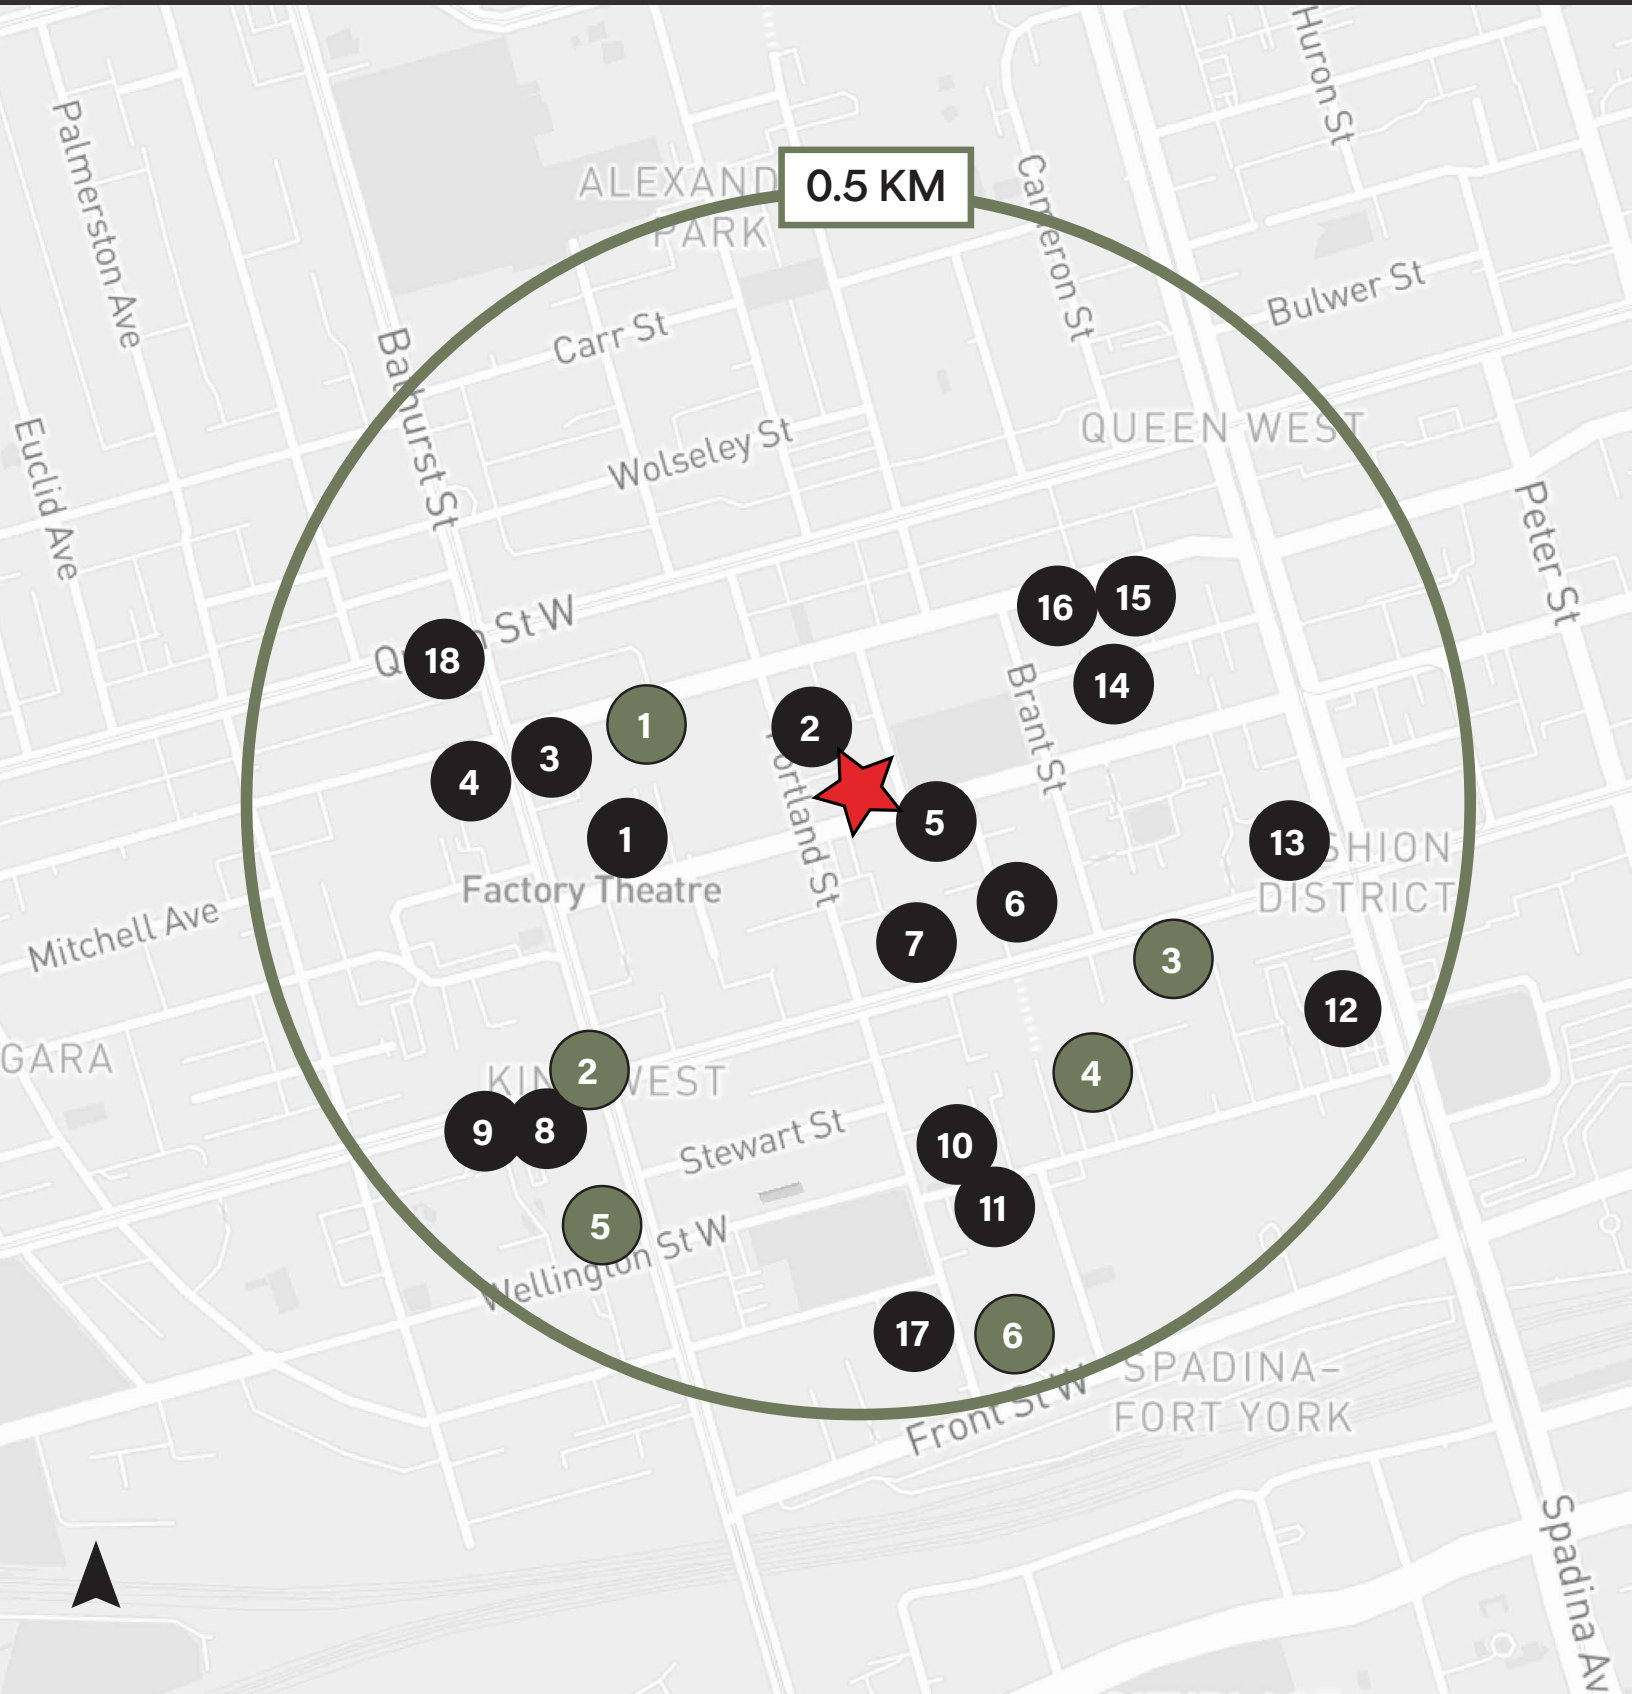 Huron St
Palmerston Ave
0.5 KM
ALEXAND
PARK
Cameron St
Bulwer St
Carr St
Bathurst St
QUEEN WEST
Wolseley St
Euclid Ave
Peter St
16
15
St W
18
14
Brant St
1
2
3
4
Portland St
5
13
SHION
DISTRICT
1
Factory Theatre
6
7
Mitchell Ave
3
12
GARA
2
4
KIN WEST
9
8
10
Stewart St
11
5
Wellington St W
17
6
SPADINA–
FORT YORK
Front St W
Spadina Av